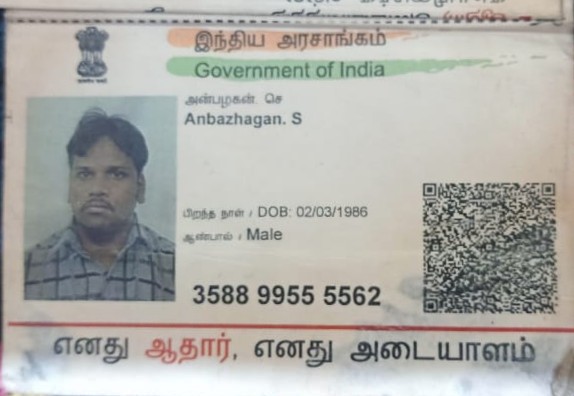 இந்திய அரசாங்கம்
Government of India
அன்பழகன். செ
Anbazhagan. S
பிறந்த நாள் / DOB: 02/03/1986
ஆண்பால் / Male
3588 9955 5562
எனது ஆதார், எனது அடையாளம்